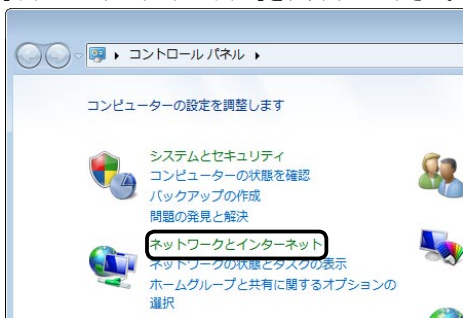 コントロール パネル
コンピューターの設定を調整します
システムとセキュリティ
コンピューターの状態を確認
バックアップの作成
問題の発見と解決
ネットワークとインターネット
ネットワークの状態とタスクの表示
ホームグループと共有に関するオプションの
選択